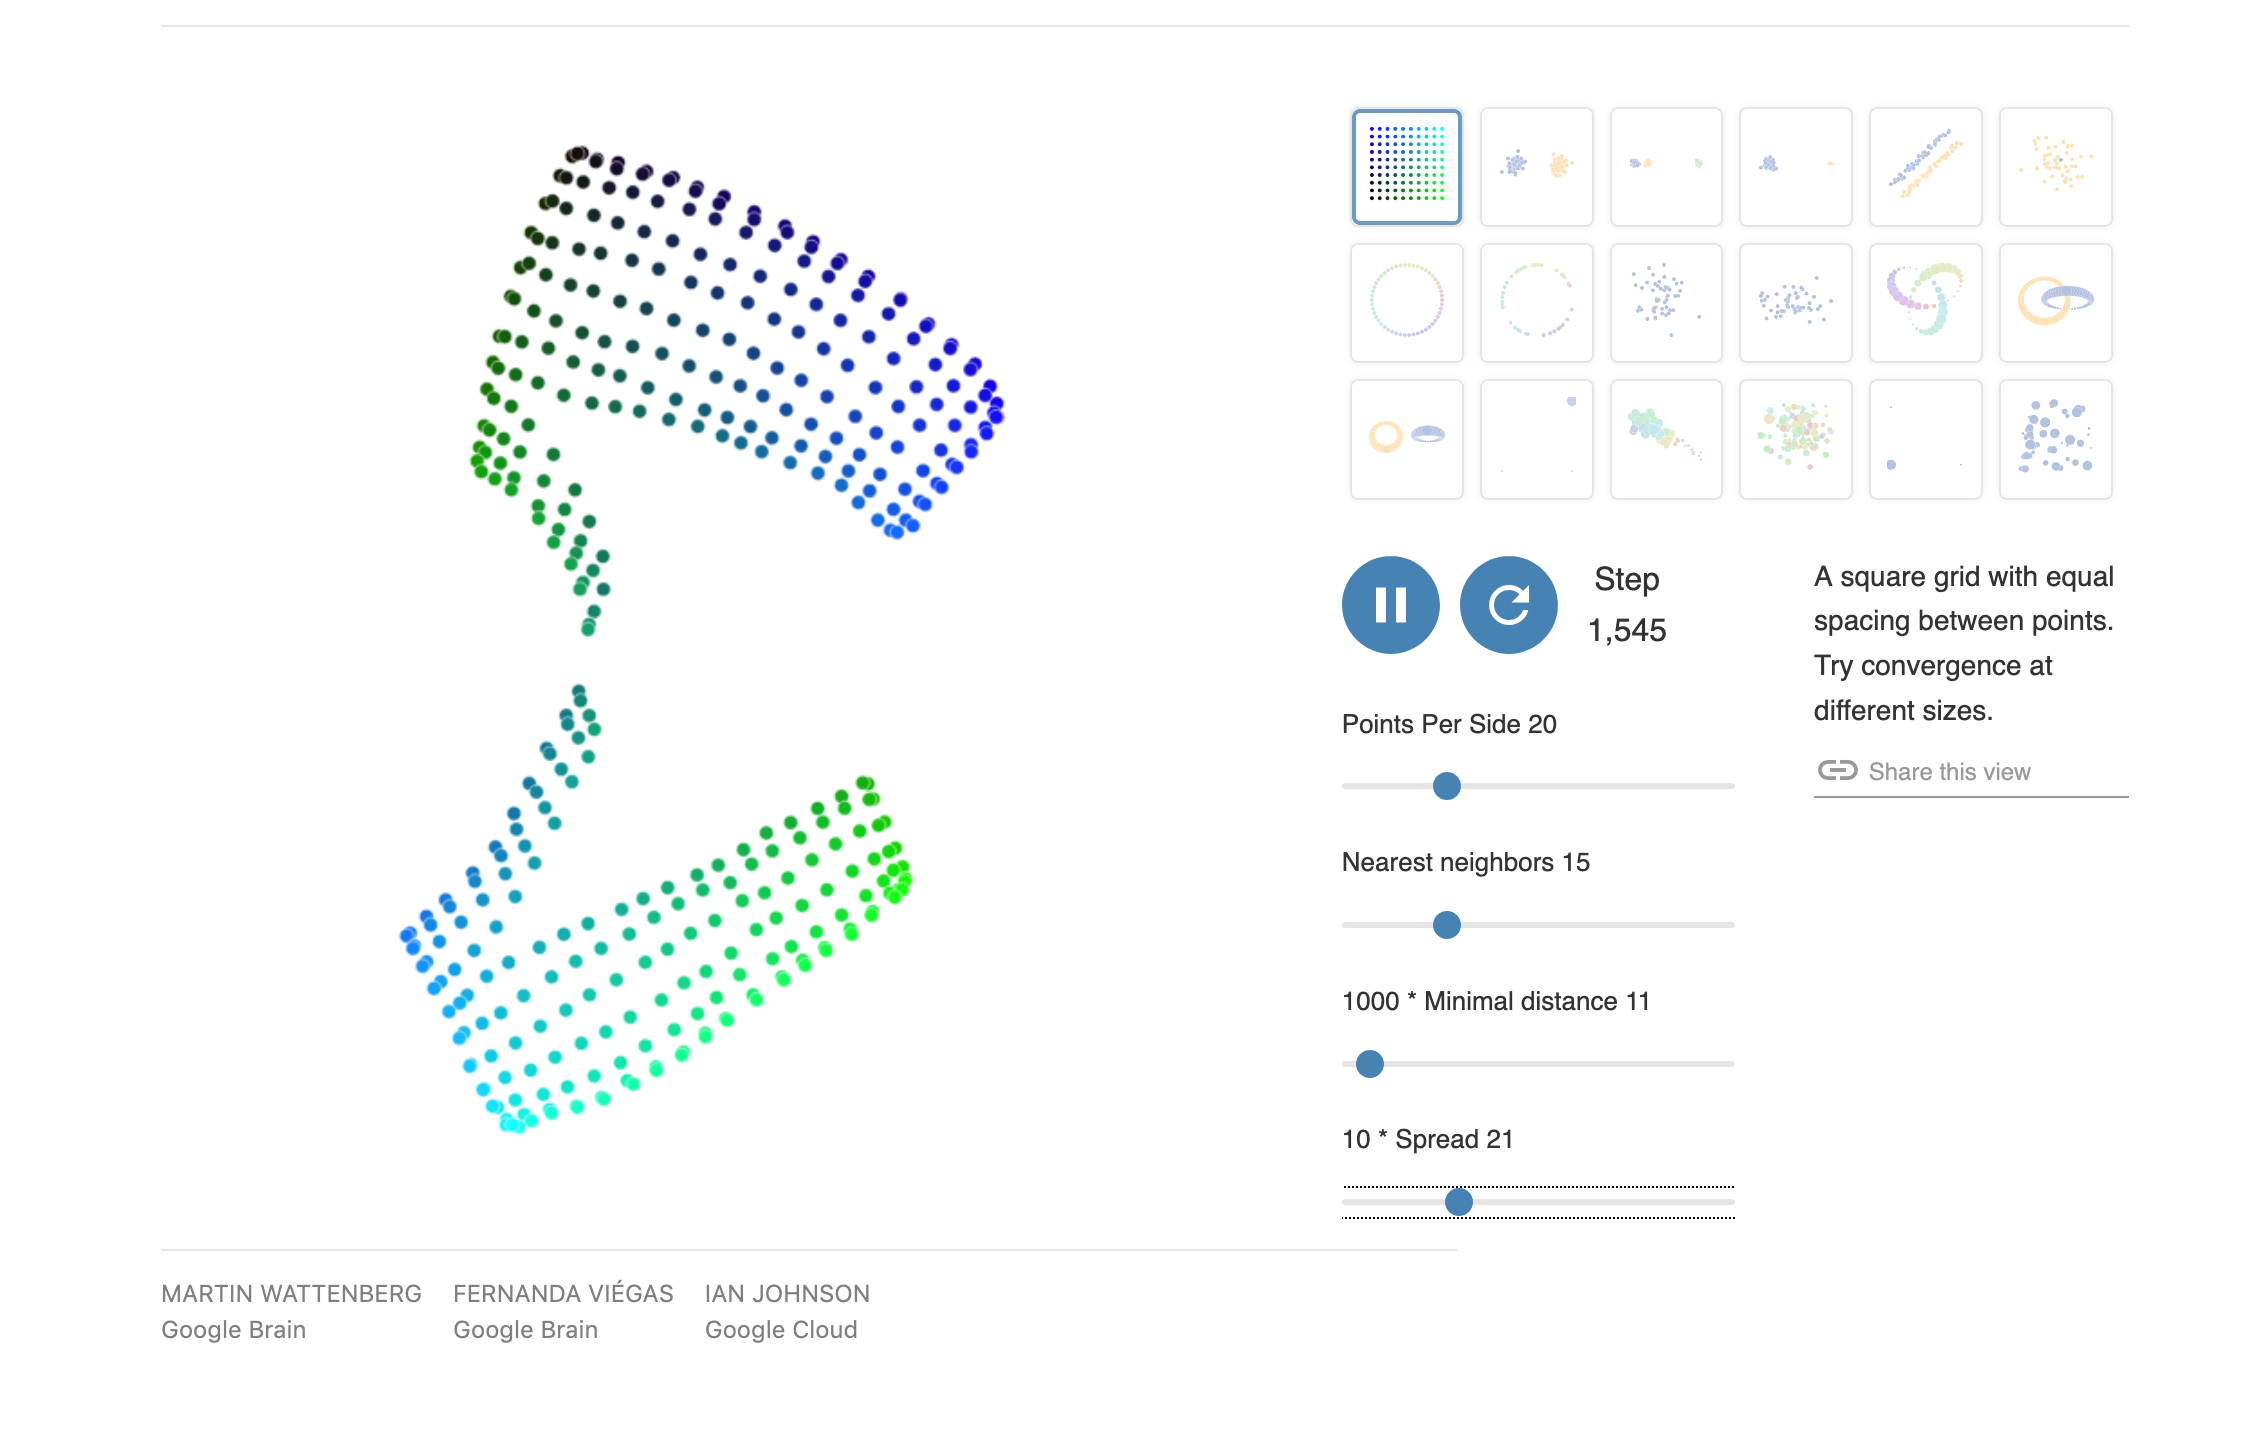 Step
1,545
A square grid with equal
spacing between points.
Try convergence at
different sizes.
Share this view
Points Per Side 20
Nearest neighbors 15
1000 * Minimal distance 11
10 * Spread 21
MARTIN WATTENBERG
Google Brain
FERNANDA VIÉGAS
Google Brain
IAN JOHNSON
Google Cloud